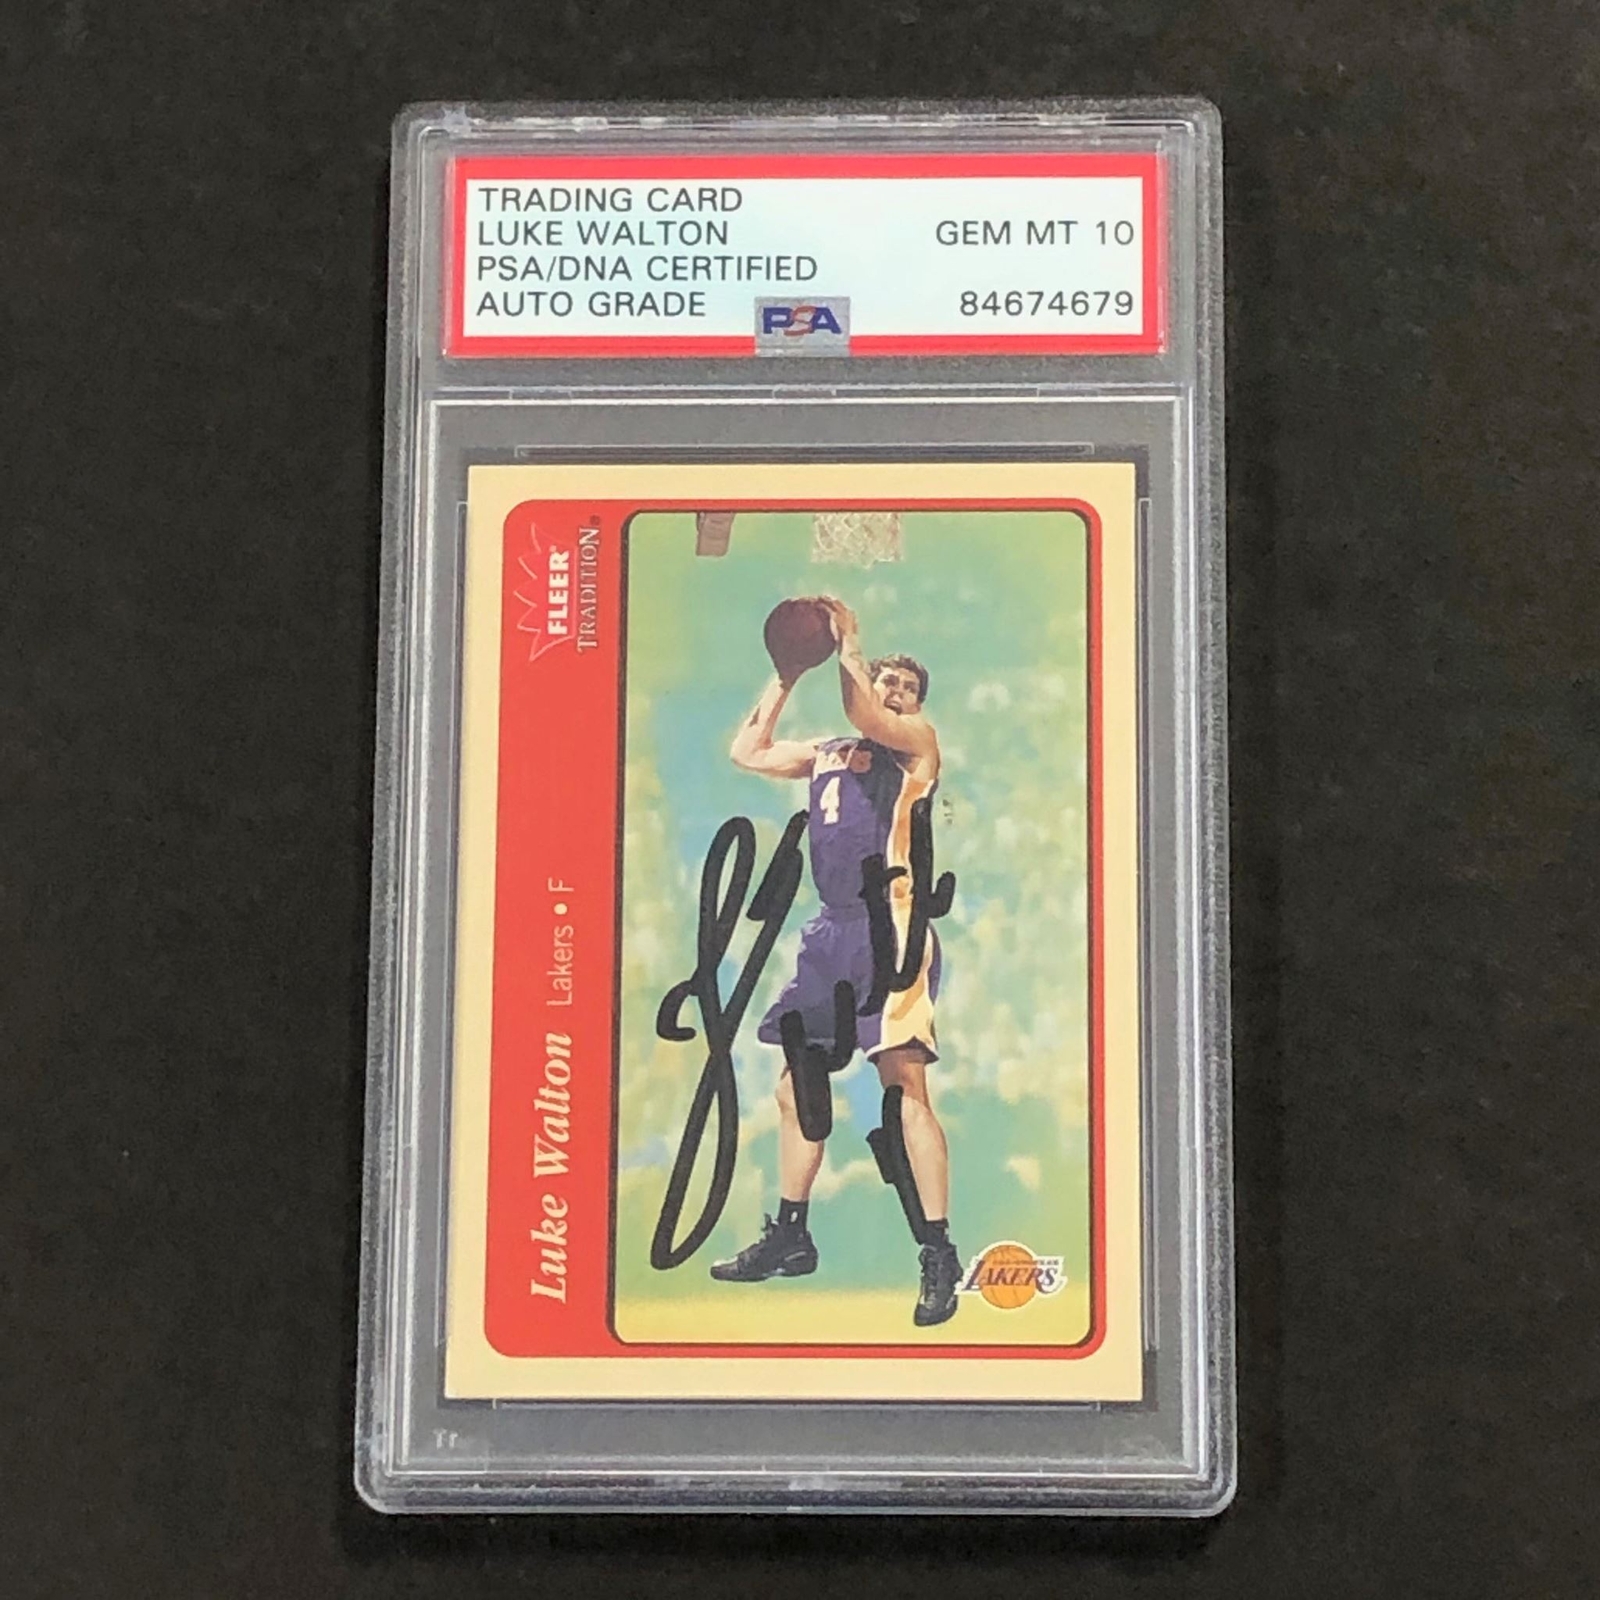 TRADING CARD
LUKE WALTON GEM MT 10
PSA/DNA CERTIFIED
AUTO GRADE 84674679
PSA
FLEER
TRADITION®
Luke Walton Lakers • F
4
LAKERS